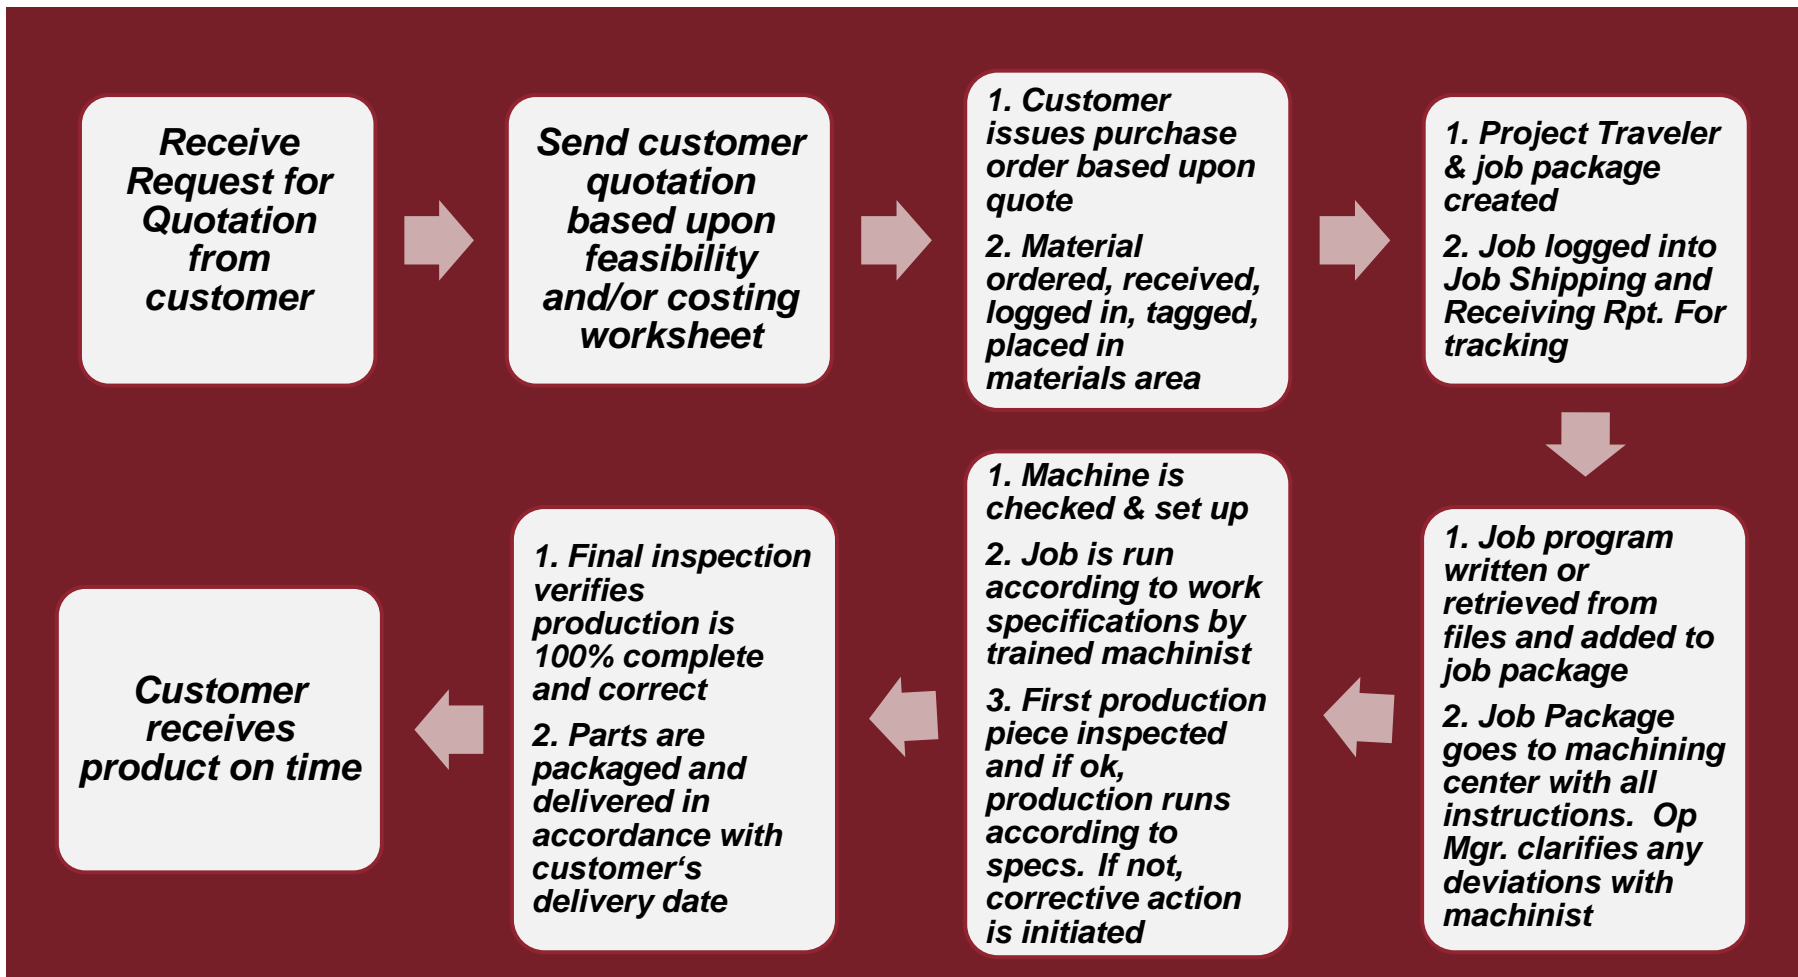 Receive
Request for
Quotation
from
customer
Send customer
quotation
based upon
feasibility
and/or costing
worksheet
1. Customer
issues purchase
order based upon
quote
2. Material
ordered, received,
logged in, tagged,
placed in
materials area
1. Project Traveler
& job package
created
2. Job logged into
Job Shipping and
Receiving Rpt. For
tracking
1. Job program
written or
retrieved from
files and added to
job package
2. Job Package
goes to machining
center with all
instructions.  Op
Mgr. clarifies any
deviations with
machinist
1. Machine is
checked & set up
2. Job is run
according to work
specifications by
trained machinist
3. First production
piece inspected
and if ok,
production runs
according to
specs. If not,
corrective action
is initiated
1. Final inspection
verifies
production is
100% complete
and correct
2. Parts are
packaged and
delivered in
accordance with
customer‘s
delivery date
Customer
receives
product on time